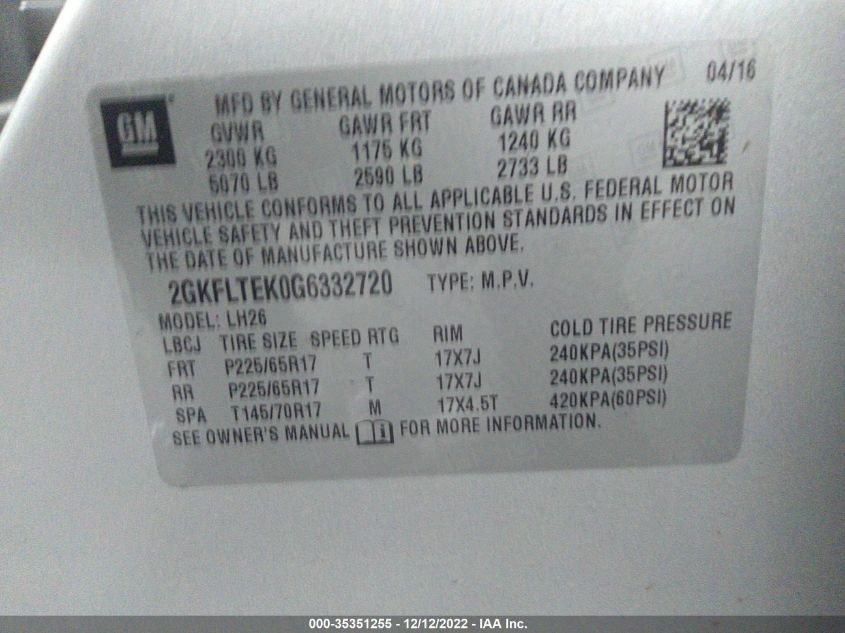 MFD BY GENERAL MOTORS OF CANADA COMPANY 04/16
GM
GVWR GAWR FRT GAWR RR
2300 KG 1175 KG 1240 KG
5070 LB 2590 LB 2733 LB
THIS VEHICLE CONFORMS TO ALL APPLICABLE U.S. FEDERAL MOTOR
VEHICLE SAFETY AND THEFT PREVENTION STANDARDS IN EFFECT ON
THE DATE OF MANUFACTURE SHOWN ABOVE.
2GKFLTEK0G6332720 TYPE: M.P.V.
MODEL: LH26
LBCJ TIRE SIZE SPEED RTG RIM COLD TIRE PRESSURE
FRT P225/65R17 T 17X7J 240KPA(35PSI)
RR P225/65R17 T 17X7J 240KPA(35PSI)
SPA T145/70R17 M 17X4.5T 420KPA(60PSI)
SEE OWNER'S MANUAL FOR MORE INFORMATION.
000-35351255 - 12/12/2022 - IAA Inc.